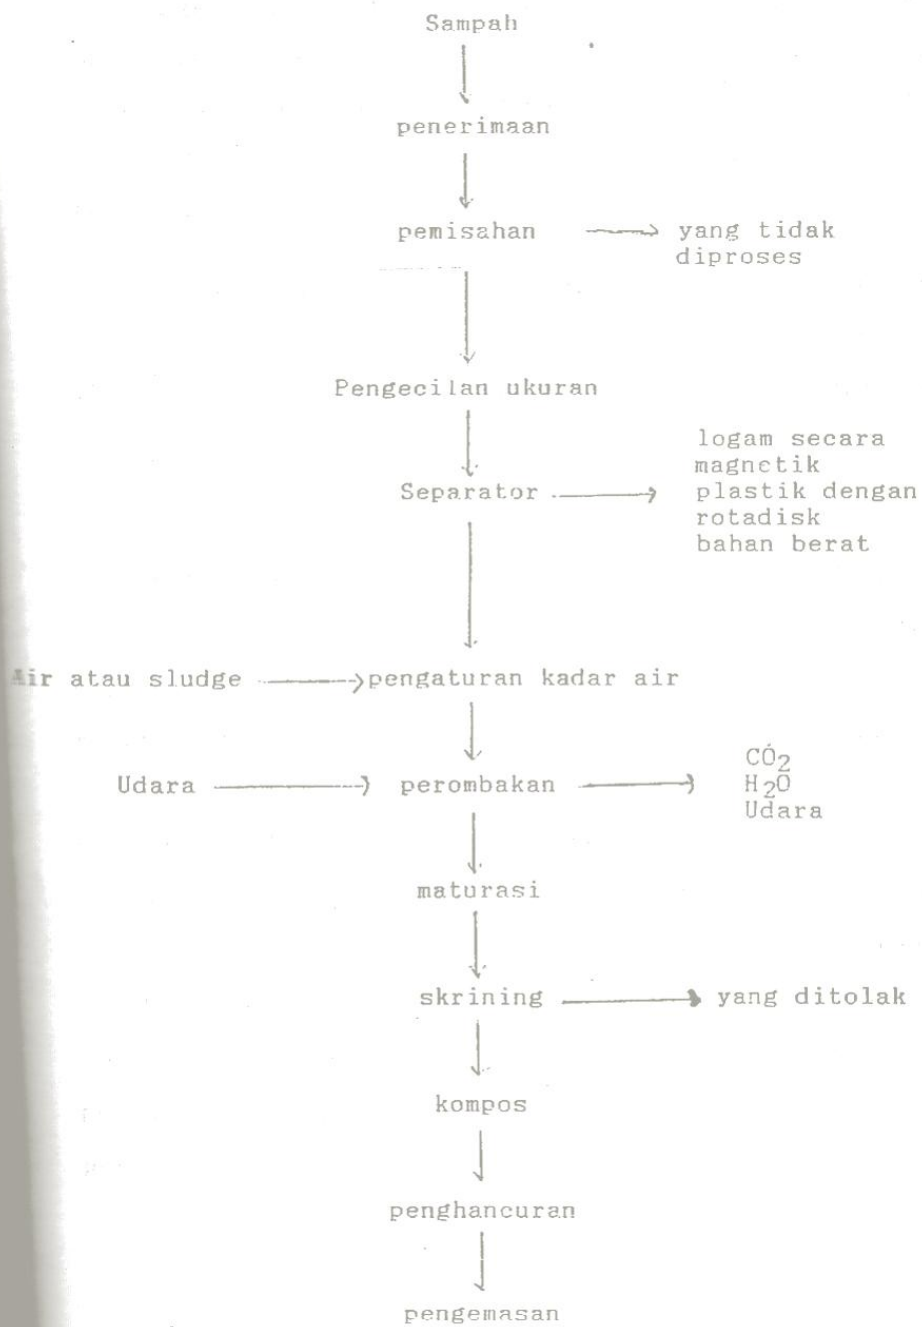 Sampah
penerimaan
pemisahan
yang tidak
diproses
Pengecilan ukuran
Separator
logam secara
magnetik
plastik dengan
rotadisk
bahan berat
Air atau sludge
pengaturan kadar air
Udara
perombakan
CO2
H2O
Udara
maturasi
skrining
yang ditolak
kompos
penghancuran
pengemasan